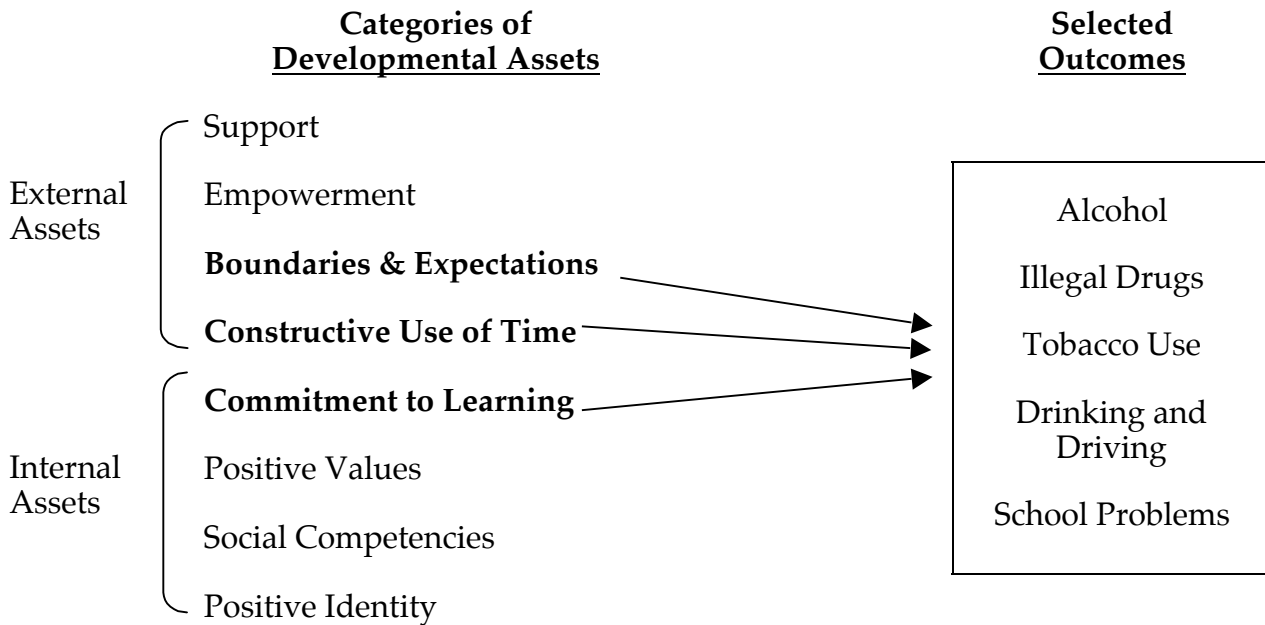 Categories of
Developmental Assets
Selected
Outcomes
External
Assets
Support
Empowerment
Boundaries & Expectations
Constructive Use of Time
Internal
Assets
Commitment to Learning
Positive Values
Social Competencies
Positive Identity
Alcohol
Illegal Drugs
Tobacco Use
Drinking and
Driving
School Problems